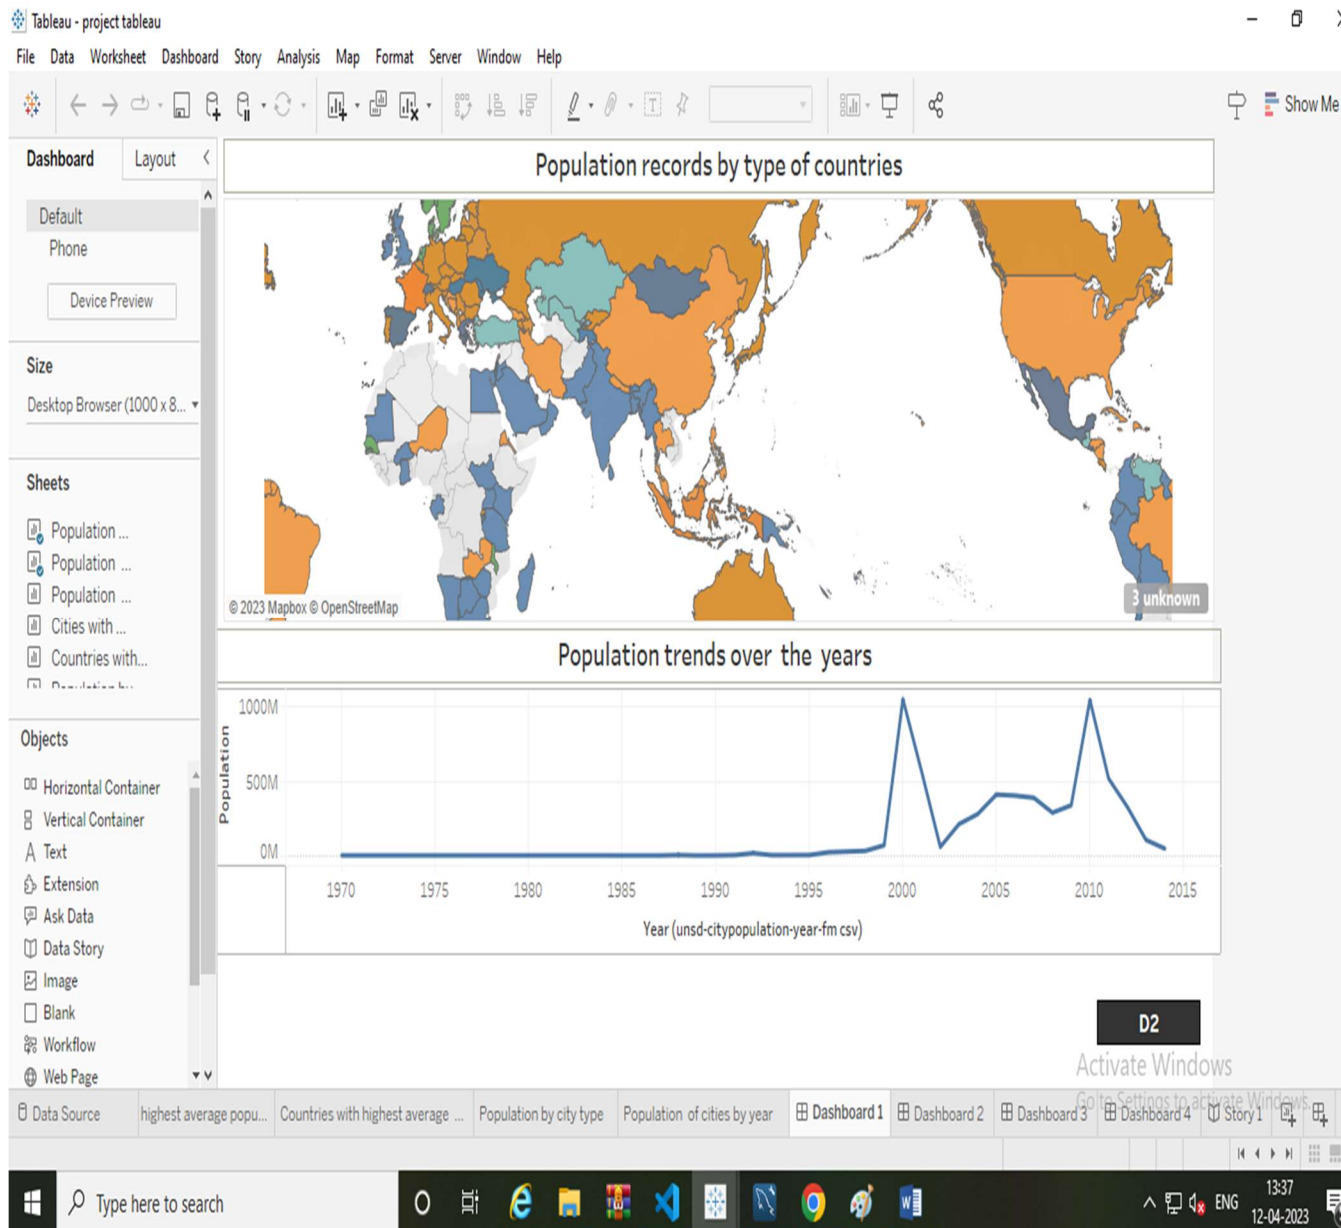 Tableau - project tableau
File Data Worksheet Dashboard Story Analysis Map Format Server Window Help
Show Me
Dashboard Layout
Default
Phone
Device Preview
Size
Desktop Browser (1000 x 8...
Sheets
Population ...
Population ...
Population ...
Cities with ...
Countries with...
Objects
Horizontal Container
Vertical Container
Text
Extension
Ask Data
Data Story
Image
Blank
Workflow
Web Page
Population records by type of countries
© 2023 Mapbox © OpenStreetMap
3 unknown
Population trends over the years
Population
1000M
500M
0M
1970 1975 1980 1985 1990 1995 2000 2005 2010 2015
Year (unsd-citypopulation-year-fm csv)
D2
Activate Windows
Go to Settings to activate Windows.
Data Source highest average popu... Countries with highest average ... Population by city type Population of cities by year Dashboard 1 Dashboard 2 Dashboard 3 Dashboard 4 Story 1
Type here to search
ENG
13:37
12-04-2023